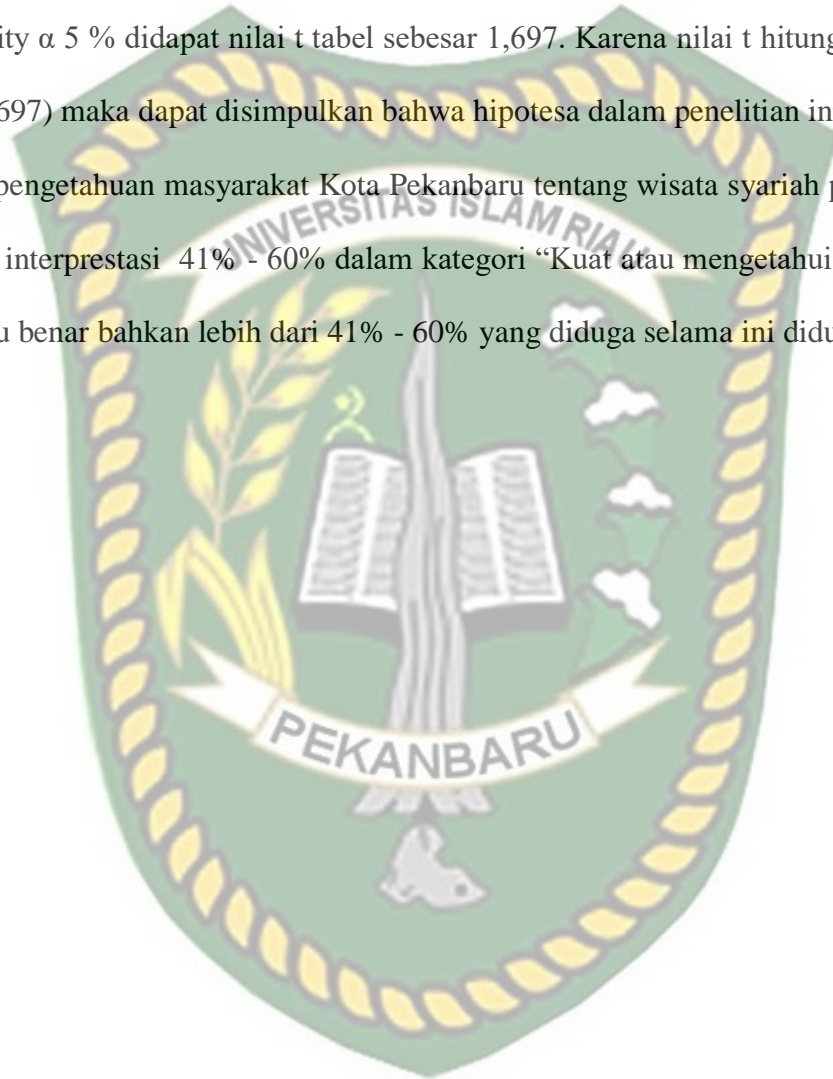 ity α 5 % didapat nilai t tabel sebesar 1,697. Karena nilai t hitung
697) maka dapat disimpulkan bahwa hipotesa dalam penelitian in
pengetahuan masyarakat Kota Pekanbaru tentang wisata syariah p
interprestasi 41% - 60% dalam kategori “Kuat atau mengetahui
u benar bahkan lebih dari 41% - 60% yang diduga selama ini didu
UNIVERSITAS ISLAM RIAU
PEKANBARU